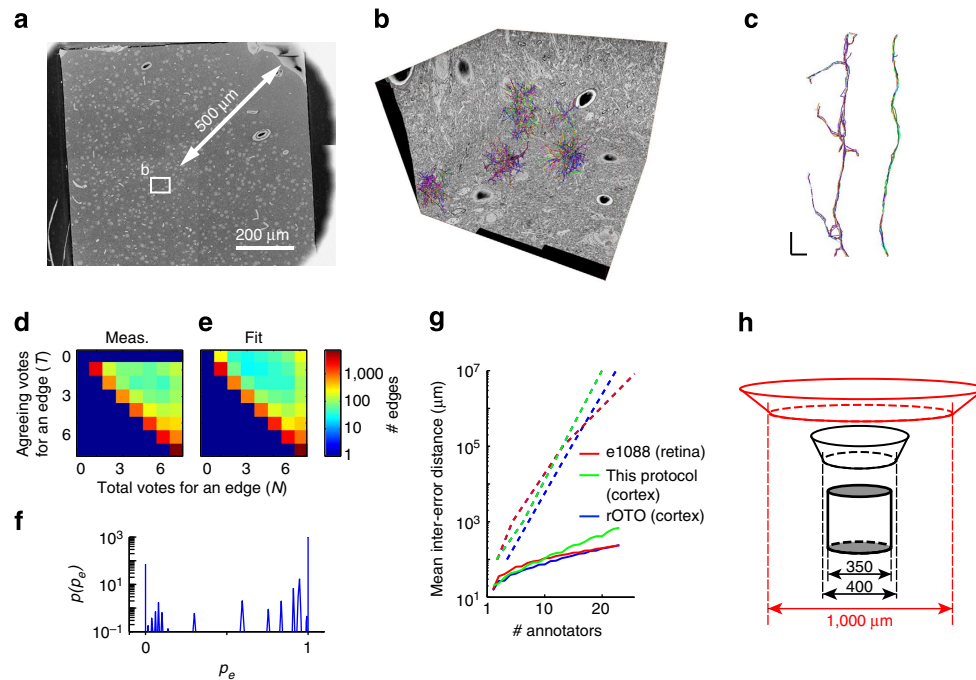 a
500 μm
b
200 μm
b
c
d
Meas.
e
Fit
Agreeing votes
for an edge (T)
0
3
6
0 3 6
0 3 6
Total votes for an edge (N)
1,000
100
10
1
# edges
f
p(pe)
10³
10¹
10⁻¹
0 1
pe
g
Mean inter-error distance (μm)
10⁷
10⁵
10³
10¹
1 10 20
# annotators
e1088 (retina)
This protocol
(cortex)
rOTO (cortex)
h
350
400
1,000 μm